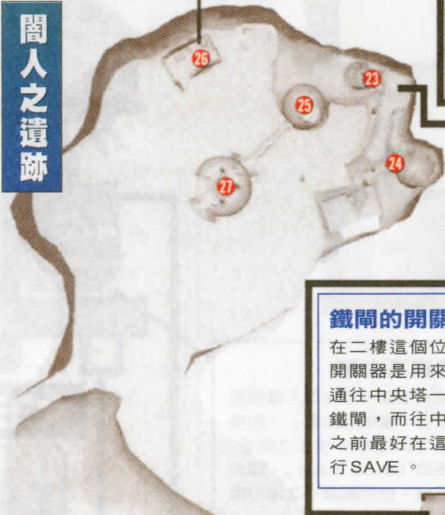 闇人之遺跡
26
23
25
24
27
鐵閘的開關
在二樓這個位
開關器是用來
通往中央塔一
鐵閘，而往中
之前最好在這
行SAVE。